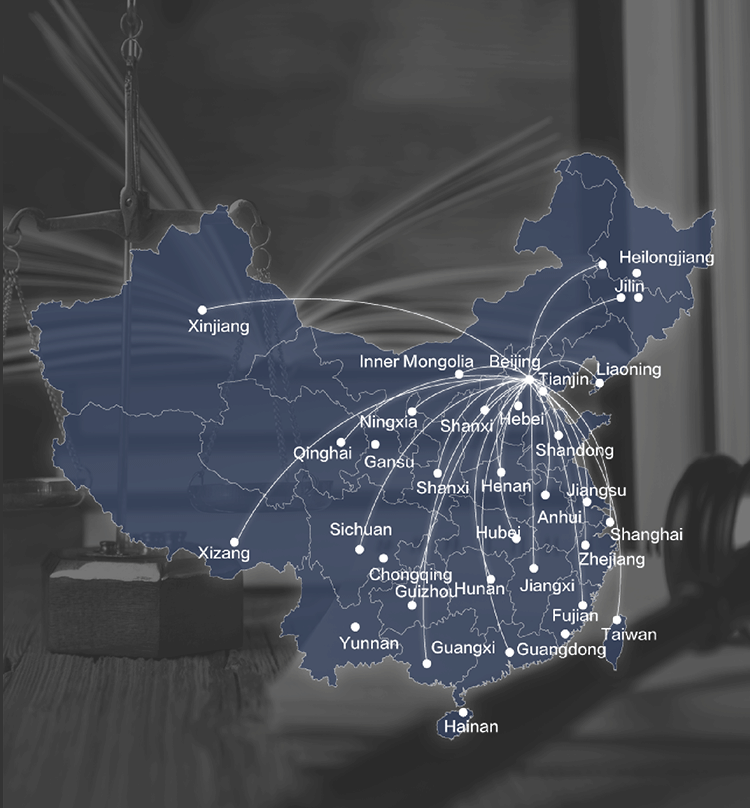 Heilongjiang
Jilin
Xinjiang
Inner Mongolia
Beijing
Tianjin
Liaoning
Ningxia
Shanxi
Hebei
Shandong
Qinghai
Gansu
Shanxi
Henan
Jiangsu
Anhui
Sichuan
Hubei
Shanghai
Xizang
Zhejiang
Chongqing
Guizhou
Hunan
Jiangxi
Fujian
Taiwan
Yunnan
Guangxi
Guangdong
Hainan